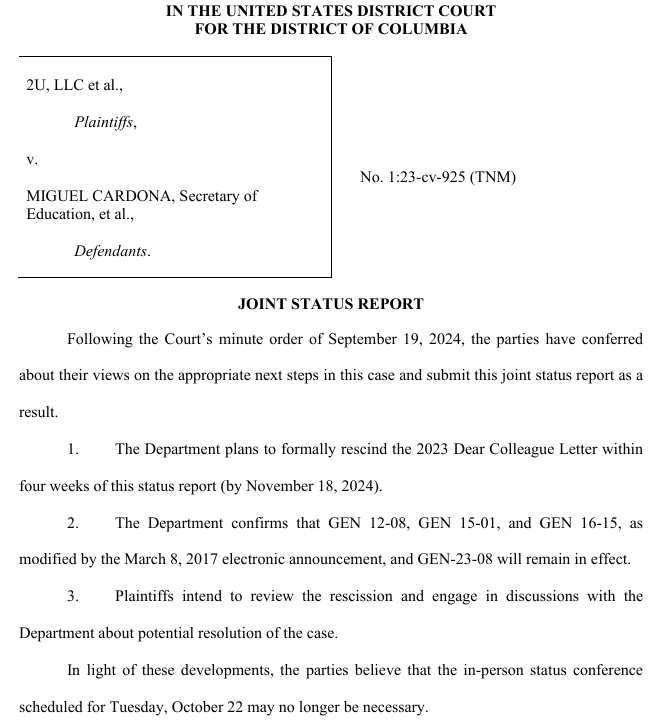 IN THE UNITED STATES DISTRICT COURT
FOR THE DISTRICT OF COLUMBIA
2U, LLC et al.,
Plaintiffs,
v.
MIGUEL CARDONA, Secretary of
Education, et al.,
Defendants.
No. 1:23-cv-925 (TNM)
JOINT STATUS REPORT
Following the Court’s minute order of September 19, 2024, the parties have conferred
about their views on the appropriate next steps in this case and submit this joint status report as a
result.
1. The Department plans to formally rescind the 2023 Dear Colleague Letter within
four weeks of this status report (by November 18, 2024).
2. The Department confirms that GEN 12-08, GEN 15-01, and GEN 16-15, as
modified by the March 8, 2017 electronic announcement, and GEN-23-08 will remain in effect.
3. Plaintiffs intend to review the rescission and engage in discussions with the
Department about potential resolution of the case.
In light of these developments, the parties believe that the in-person status conference
scheduled for Tuesday, October 22 may no longer be necessary.